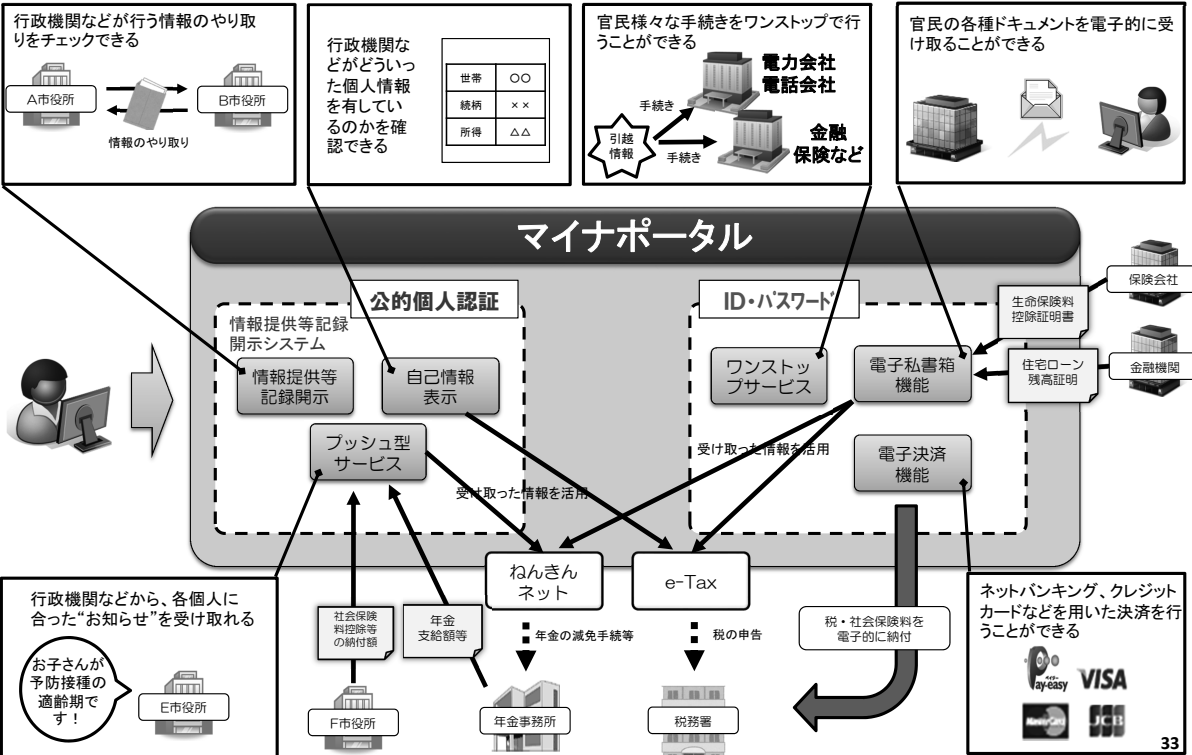 行政機関などが行う情報のやり取
りをチェックできる
A市役所
B市役所
情報のやり取り
行政機関な
どがどういっ
た個人情報
を有してい
るのかを確
認できる
世帯 〇〇
続柄 ××
所得 △△
官民様々な手続きをワンストップで行
うことができる
電力会社
電話会社
手続き
引越
情報
手続き
金融
保険など
官民の各種ドキュメントを電子的に受
け取ることができる
マイナポータル
公的個人認証
情報提供等記録
開示システム
情報提供等
記録開示
自己情報
表示
プッシュ型
サービス
受け取った情報を活用
ID・パスワード
ワンストッ
プサービス
電子私書箱
機能
受け取った情報を活用
電子決済
機能
生命保険料
控除証明書
保険会社
住宅ローン
残高証明
金融機関
ねんきん
ネット
e-Tax
行政機関などから、各個人に
合った“お知らせ”を受け取れる
お子さんが
予防接種の
適齢期で
す！
E市役所
社会保険
料控除等
の納付額
F市役所
年金
支給額等
年金の減免手続等
年金事務所
税の申告
税務署
税・社会保険料を
電子的に納付
ネットバンキング、クレジット
カードなどを用いた決済を行
うことができる
ペイジー
Pay-easy
VISA
MasterCard
JCB
33